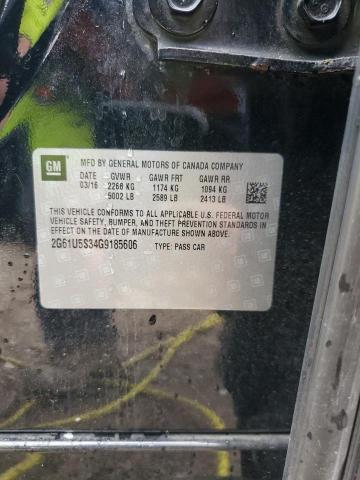 GM
MFD BY GENERAL MOTORS OF CANADA COMPANY
DATE GVWR GAWR FRT GAWR RR
03/16 2268 KG 1174 KG 1094 KG
5002 LB 2589 LB 2413 LB
THIS VEHICLE CONFORMS TO ALL APPLICABLE U.S. FEDERAL MOTOR
VEHICLE SAFETY, BUMPER, AND THEFT PREVENTION STANDARDS IN
EFFECT ON THE DATE OF MANUFACTURE SHOWN ABOVE.
2G61U5S34G9185606 TYPE: PASS CAR